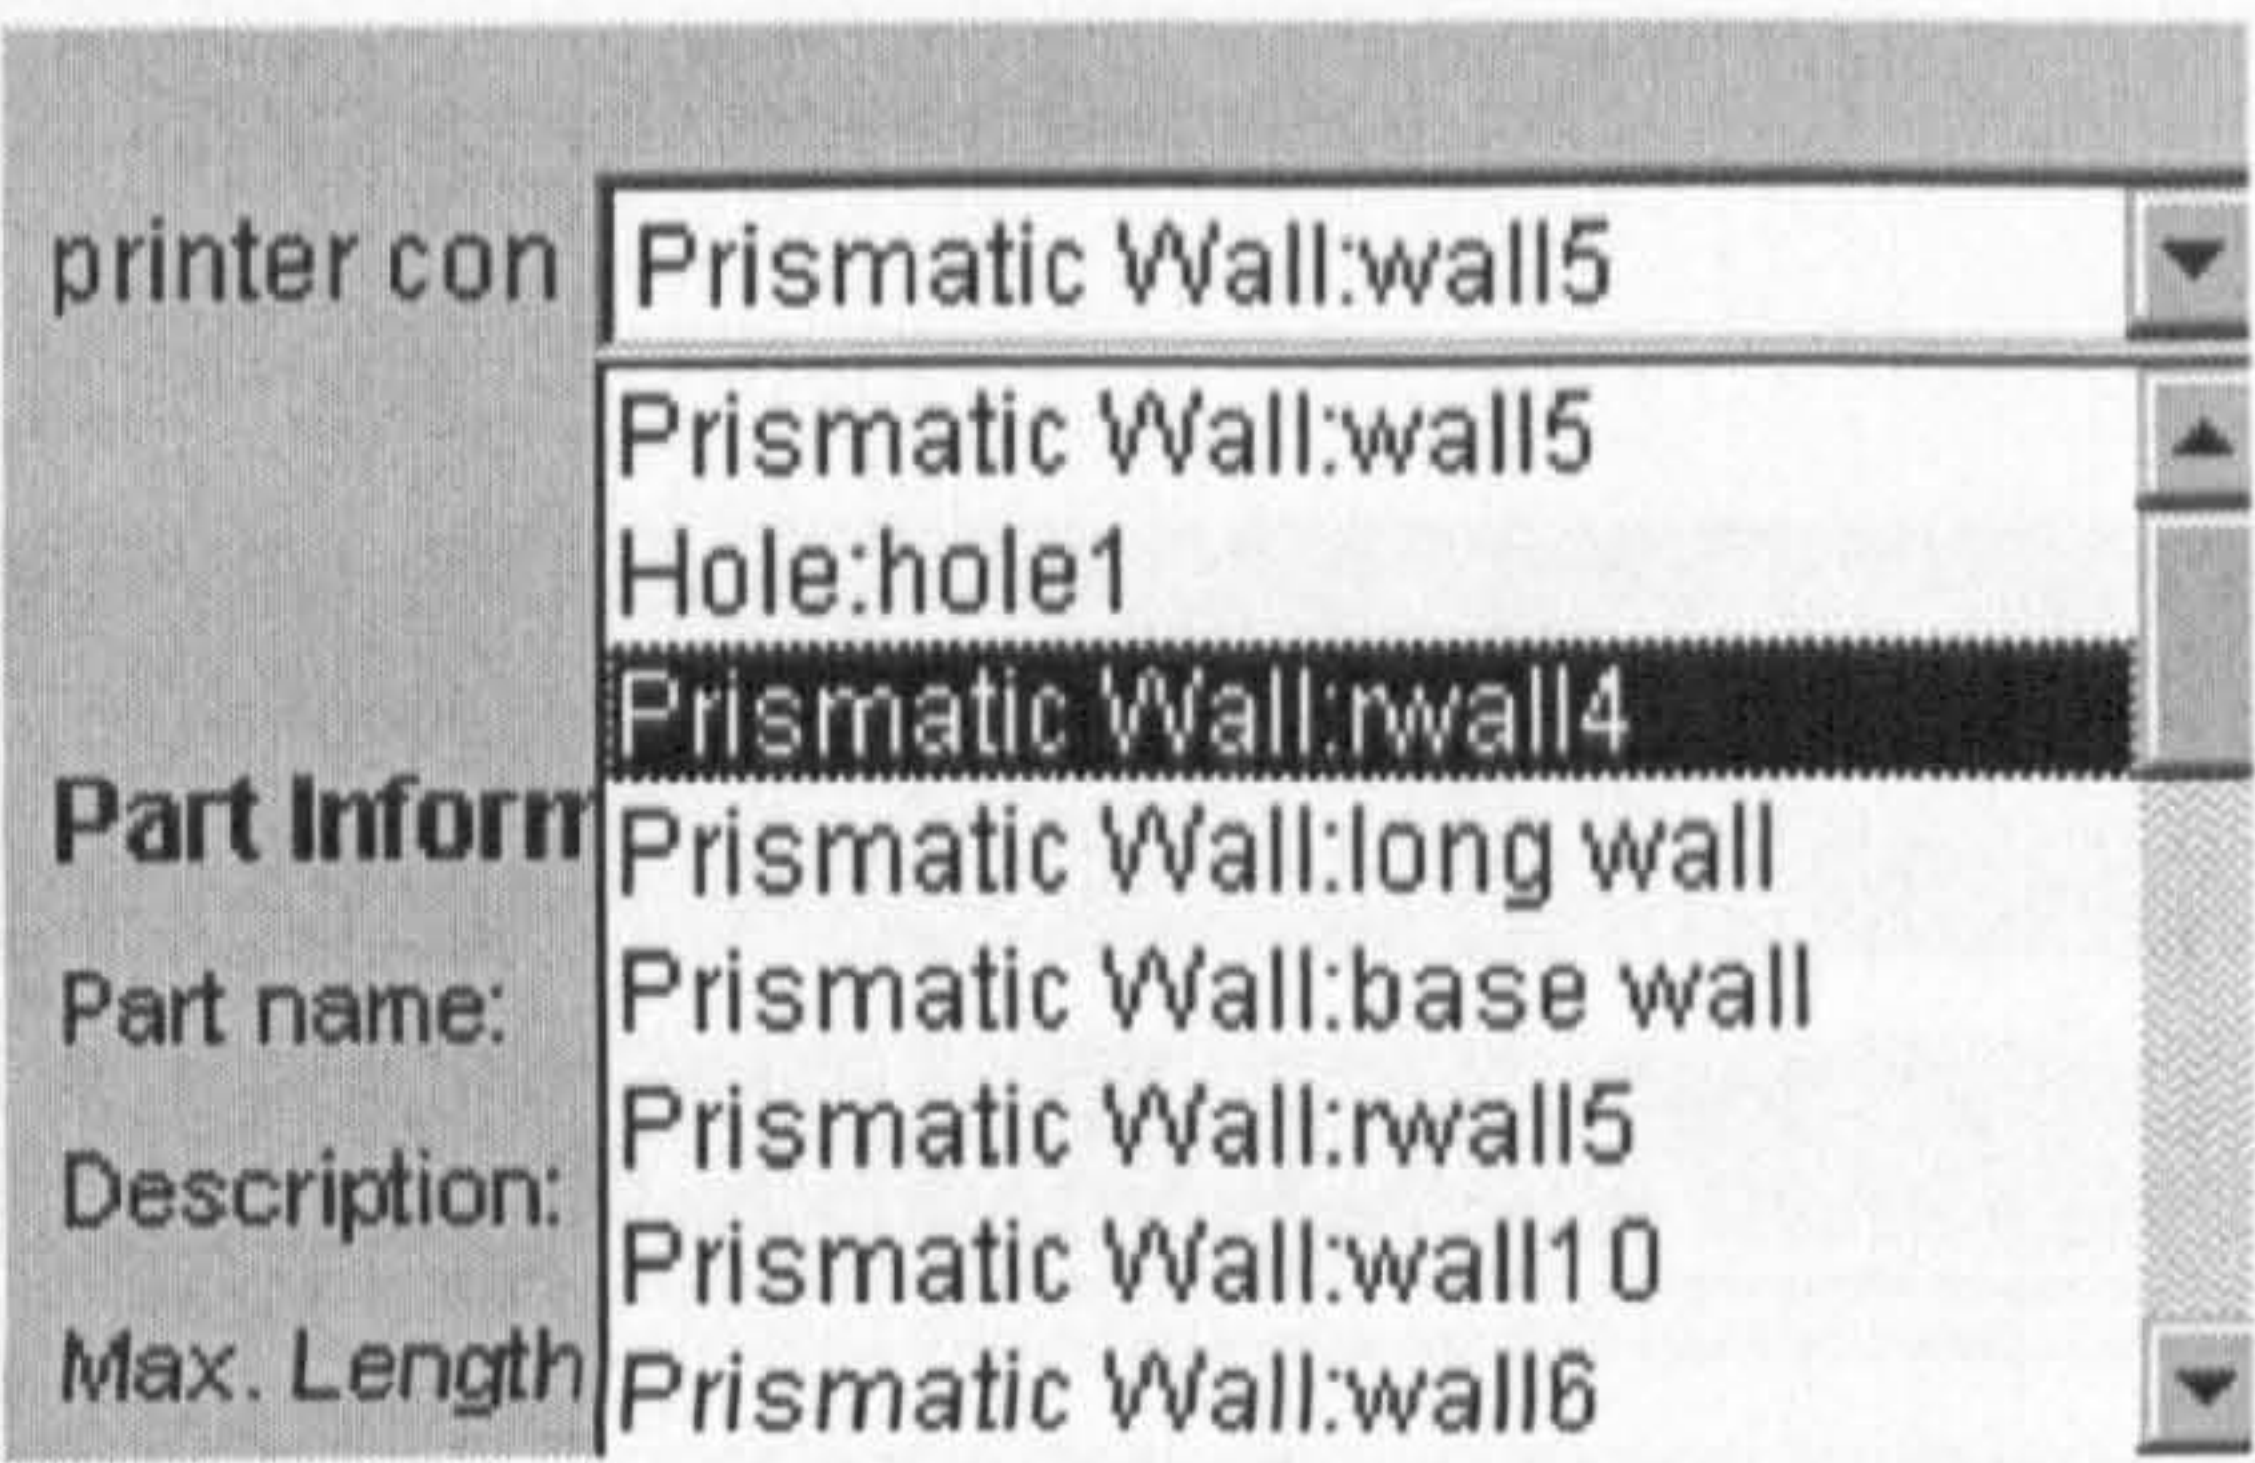 printer con Prismatic Wall:wall5
Prismatic Wall:wall5
Hole:hole1
Prismatic Wall:rwall4
Part Inform Prismatic Wall:long wall
Part name: Prismatic Wall:base wall
Prismatic Wall:rwall5
Description:
Prismatic Wall:wall10
Max. Length Prismatic Wall:wall6